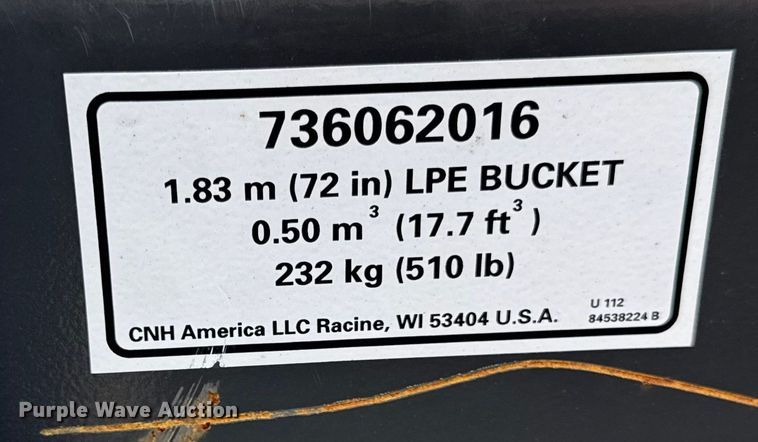 736062016
1.83 m (72 in) LPE BUCKET
0.50 m³ (17.7 ft³)
232 kg (510 lb)
U 112
CNH America LLC Racine, WI 53404 U.S.A. 84538224 B
Purple Wave Auction